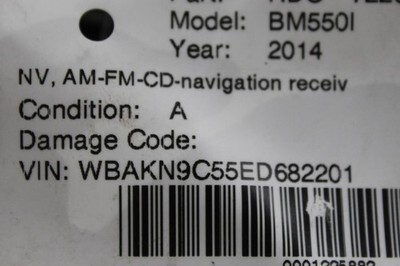 Model: BM550I
Year: 2014
NV, AM-FM-CD-navigation receiv
Condition: A
Damage Code:
VIN: WBAKN9C55ED682201